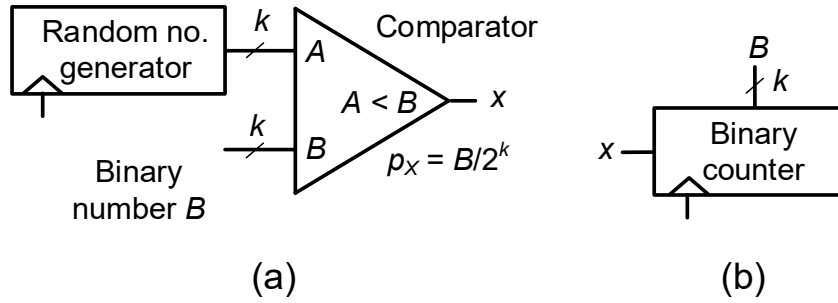 Random no.
generator
k
A
Comparator
A < B
x
k
B
p_X = B/2^k
Binary
number B
(a)
B
k
x
Binary
counter
(b)